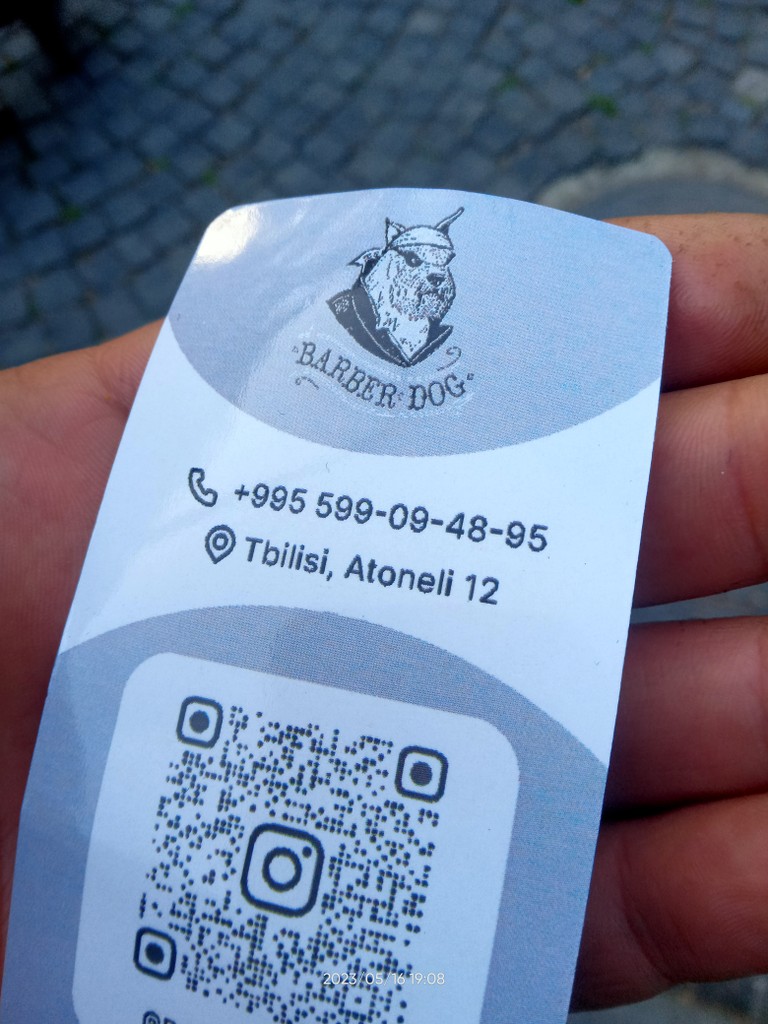 BARBER DOG
+995 599-09-48-95
Tbilisi, Atoneli 12
2023/05/16 19:08